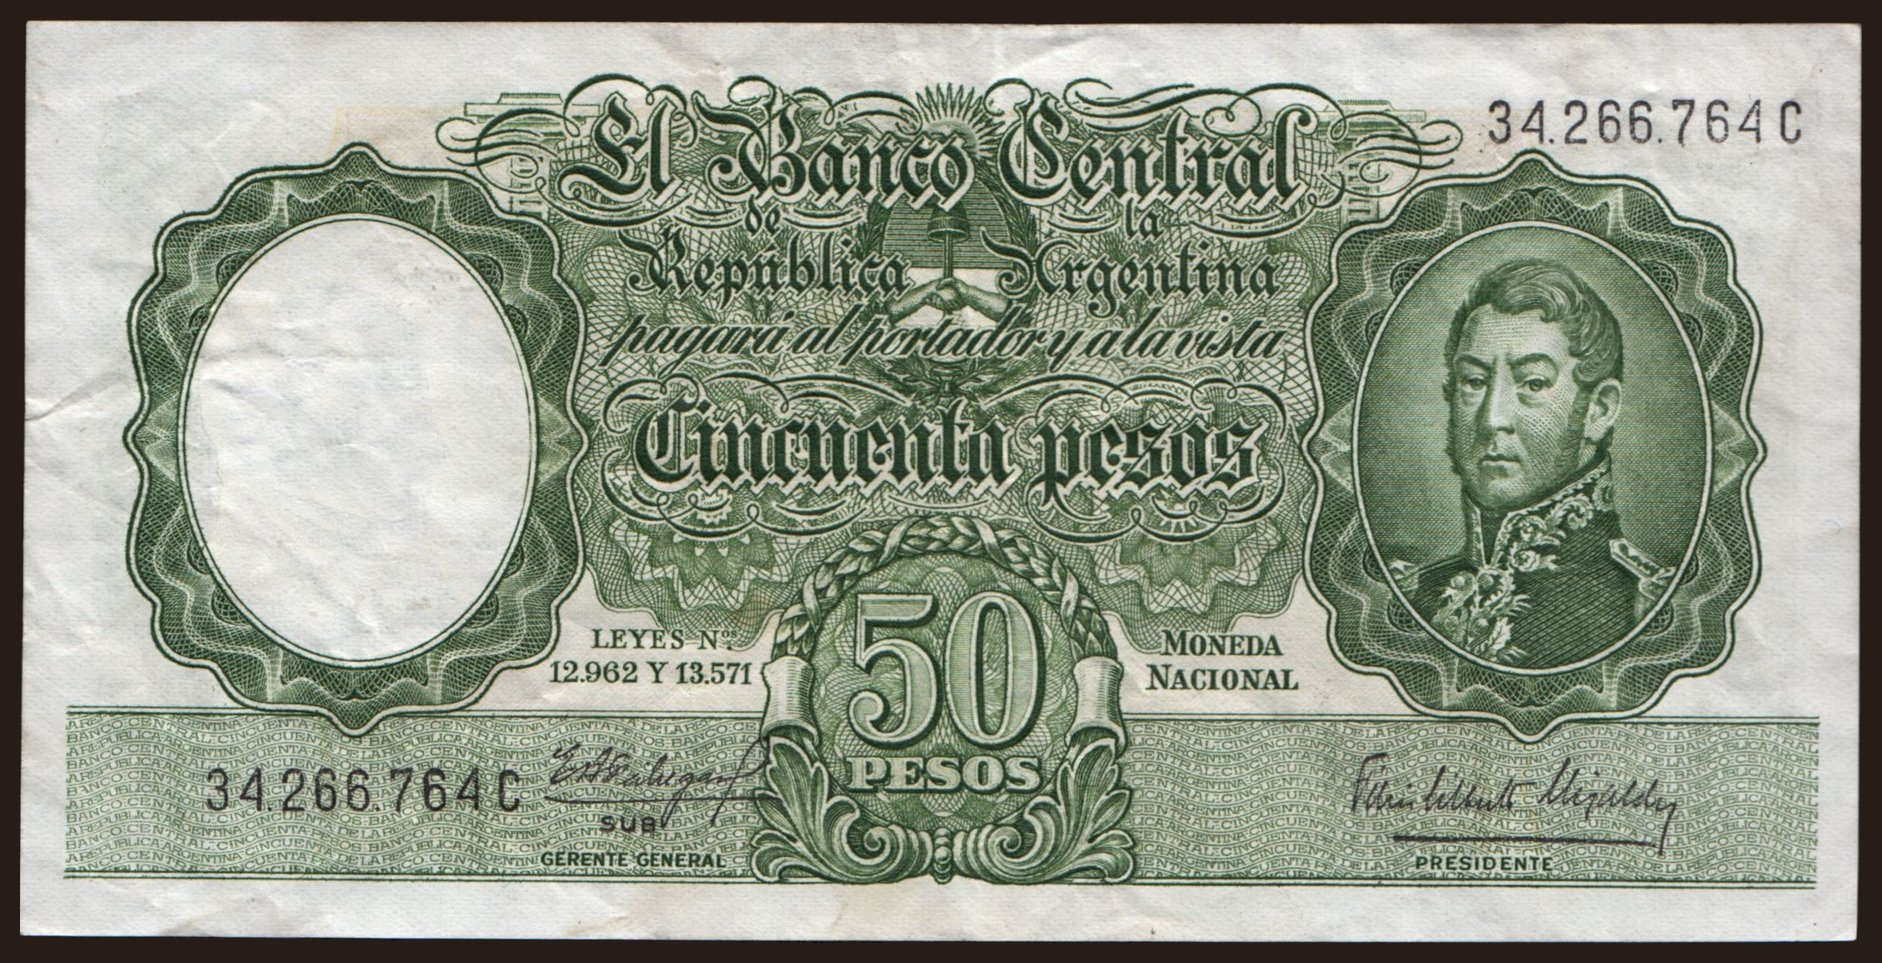 34.266.764 C
El Banco Central
de la
República Argentina
pagará al portador y a la vista
Cincuenta pesos
LEYES Nos.
12.962 Y 13.571
50
PESOS
MONEDA
NACIONAL
34.266.764 C
SUB
GERENTE GENERAL
PRESIDENTE